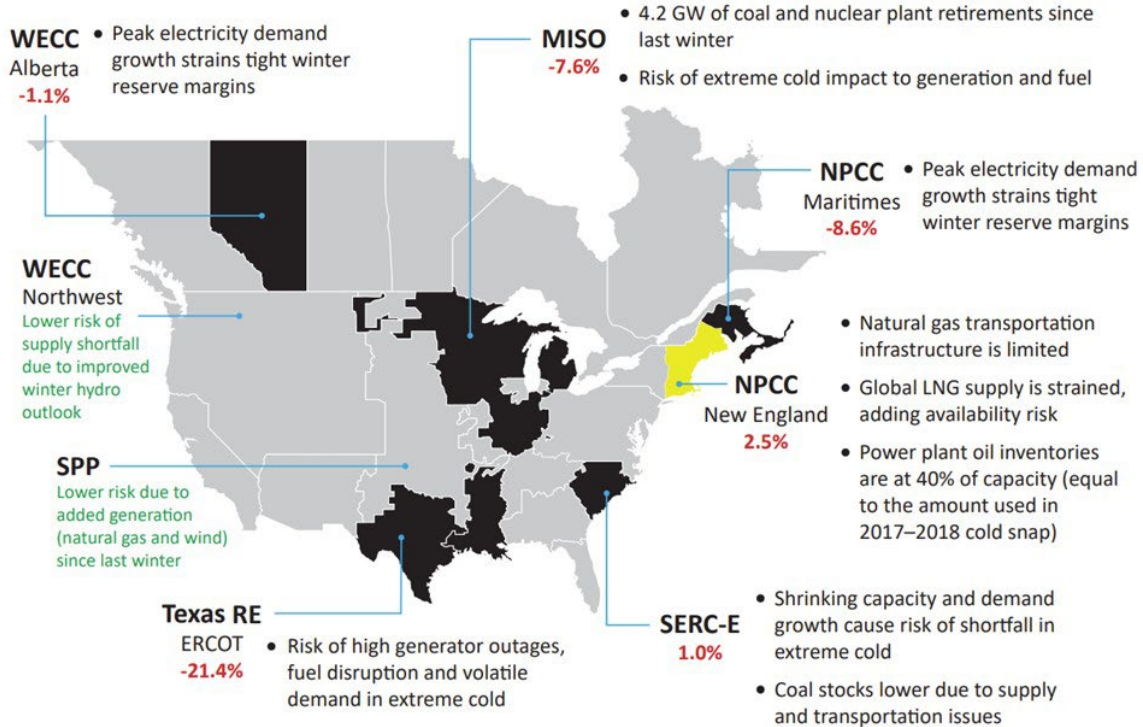 WECC
Alberta
-1.1%
• Peak electricity demand
growth strains tight winter
reserve margins
MISO
-7.6%
• 4.2 GW of coal and nuclear plant retirements since
last winter
• Risk of extreme cold impact to generation and fuel
NPCC
Maritimes
-8.6%
• Peak electricity demand
growth strains tight
winter reserve margins
WECC
Northwest
Lower risk of
supply shortfall
due to improved
winter hydro
outlook
NPCC
New England
2.5%
• Natural gas transportation
infrastructure is limited
• Global LNG supply is strained,
adding availability risk
• Power plant oil inventories
are at 40% of capacity (equal
to the amount used in
2017–2018 cold snap)
SPP
Lower risk due to
added generation
(natural gas and wind)
since last winter
Texas RE
ERCOT
-21.4%
• Risk of high generator outages,
fuel disruption and volatile
demand in extreme cold
SERC-E
1.0%
• Shrinking capacity and demand
growth cause risk of shortfall in
extreme cold
• Coal stocks lower due to supply
and transportation issues